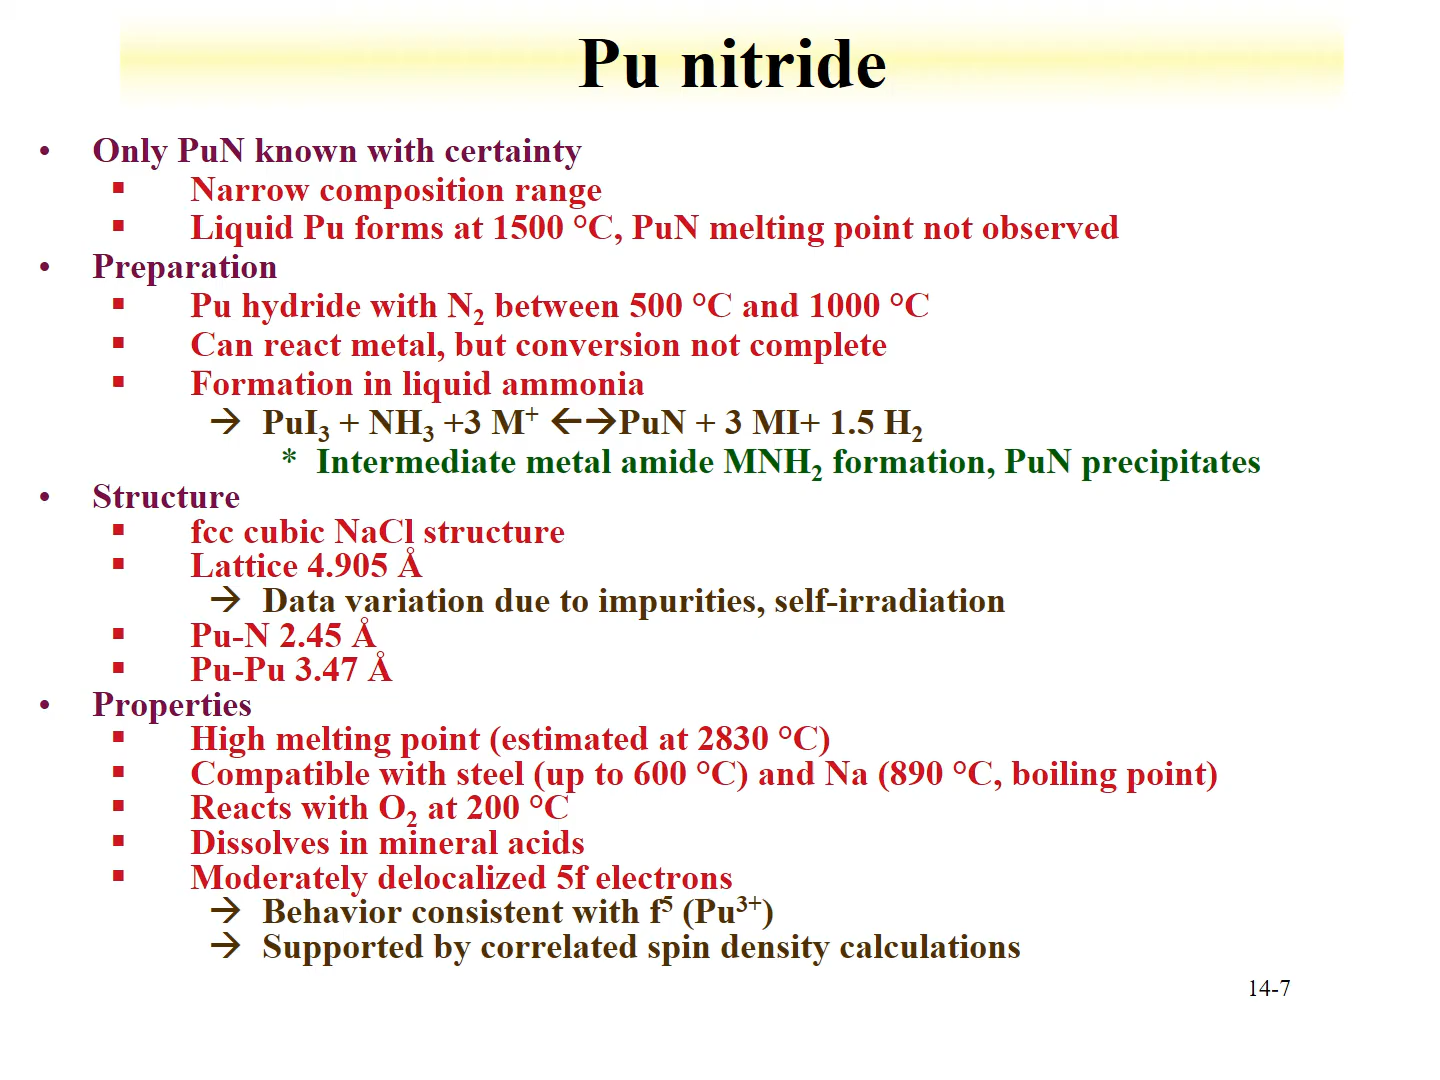 Pu nitride
• Only PuN known with certainty
▪ Narrow composition range
▪ Liquid Pu forms at 1500 °C, PuN melting point not observed
• Preparation
▪ Pu hydride with N₂ between 500 °C and 1000 °C
▪ Can react metal, but conversion not complete
▪ Formation in liquid ammonia
→ PuI₃ + NH₃ +3 M⁺ ←→PuN + 3 MI+ 1.5 H₂
* Intermediate metal amide MNH₂ formation, PuN precipitates
• Structure
▪ fcc cubic NaCl structure
▪ Lattice 4.905 Å
→ Data variation due to impurities, self-irradiation
▪ Pu-N 2.45 Å
▪ Pu-Pu 3.47 Å
• Properties
▪ High melting point (estimated at 2830 °C)
▪ Compatible with steel (up to 600 °C) and Na (890 °C, boiling point)
▪ Reacts with O₂ at 200 °C
▪ Dissolves in mineral acids
▪ Moderately delocalized 5f electrons
→ Behavior consistent with f⁵ (Pu³⁺)
→ Supported by correlated spin density calculations
14-7